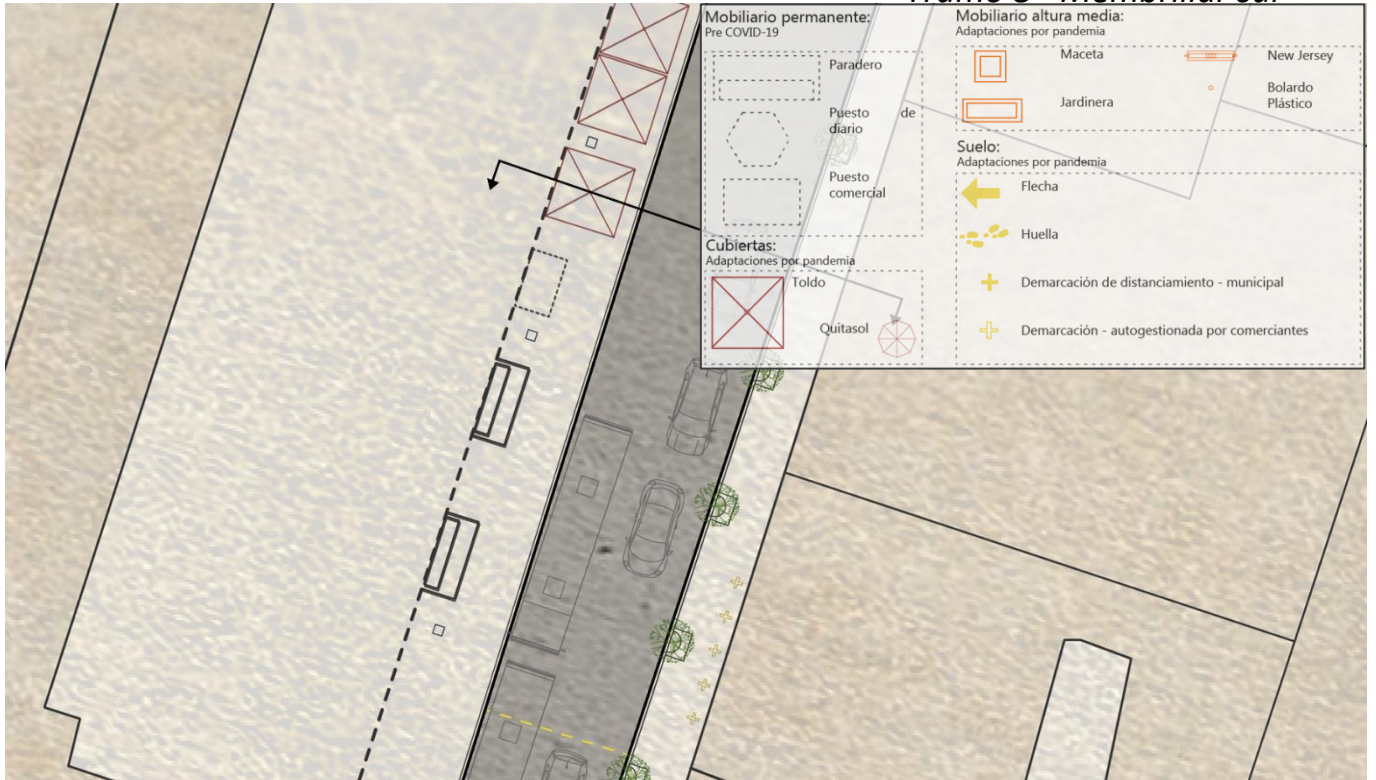 Mobiliario permanente:
Pre COVID-19
Paradero
Puesto de
diario
Puesto
comercial
Cubiertas:
Adaptaciones por pandemia
Toldo
Quitasol
Mobiliario altura media:
Adaptaciones por pandemia
Maceta
New Jersey
Jardinera
Bolardo
Plástico
Suelo:
Adaptaciones por pandemia
Flecha
Huella
Demarcación de distanciamiento - municipal
Demarcación - autogestionada por comerciantes